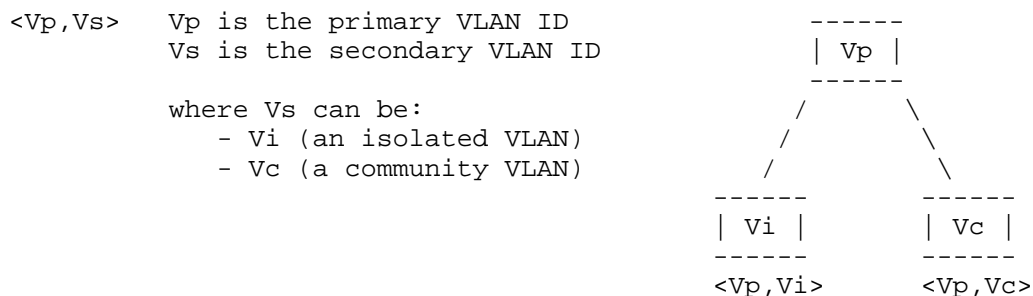 <Vp,Vs> Vp is the primary VLAN ID
Vs is the secondary VLAN ID
Vp
where Vs can be:
- Vi (an isolated VLAN)
- Vc (a community VLAN)
Vi Vc
<Vp,Vi> <Vp,Vc>